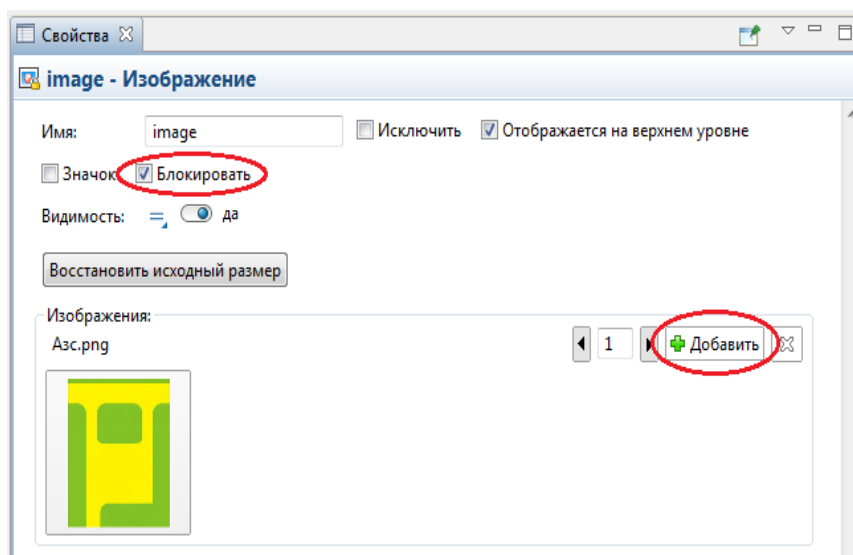 Свойства
image - Изображение
Имя: image Исключить Отображается на верхнем уровне
Значок Блокировать
Видимость: = да
Восстановить исходный размер
Изображения:
Азс.png 1 Добавить